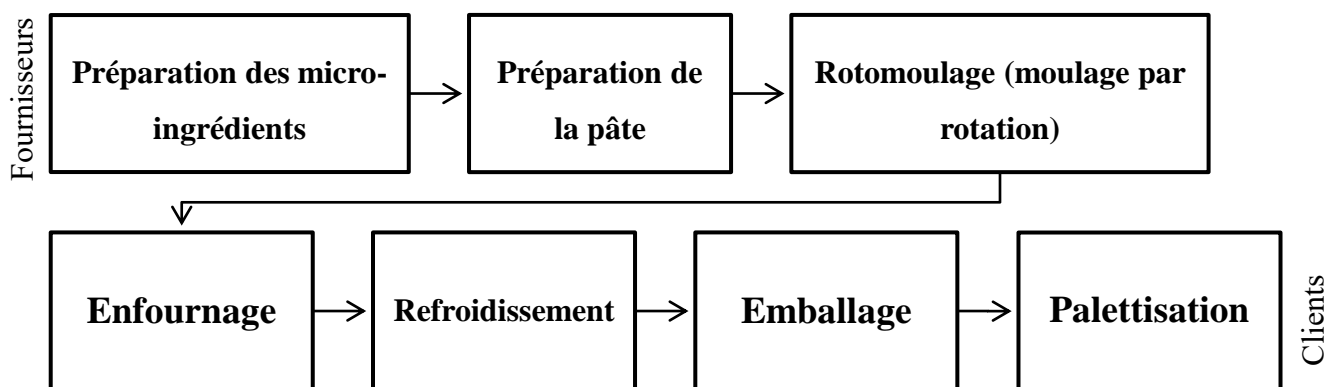 Fournisseurs
Préparation des micro-
ingrédients
Préparation de
la pâte
Rotomoulage (moulage par
rotation)
Enfournage
Refroidissement
Emballage
Palettisation
Clients